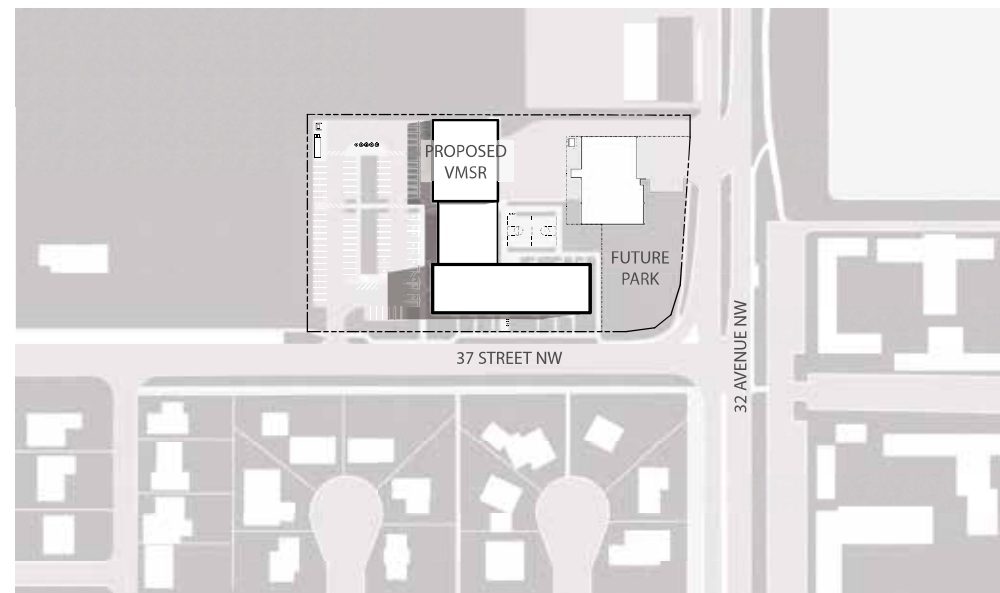 PROPOSED
VMSR
FUTURE
PARK
37 STREET NW
32 AVENUE NW